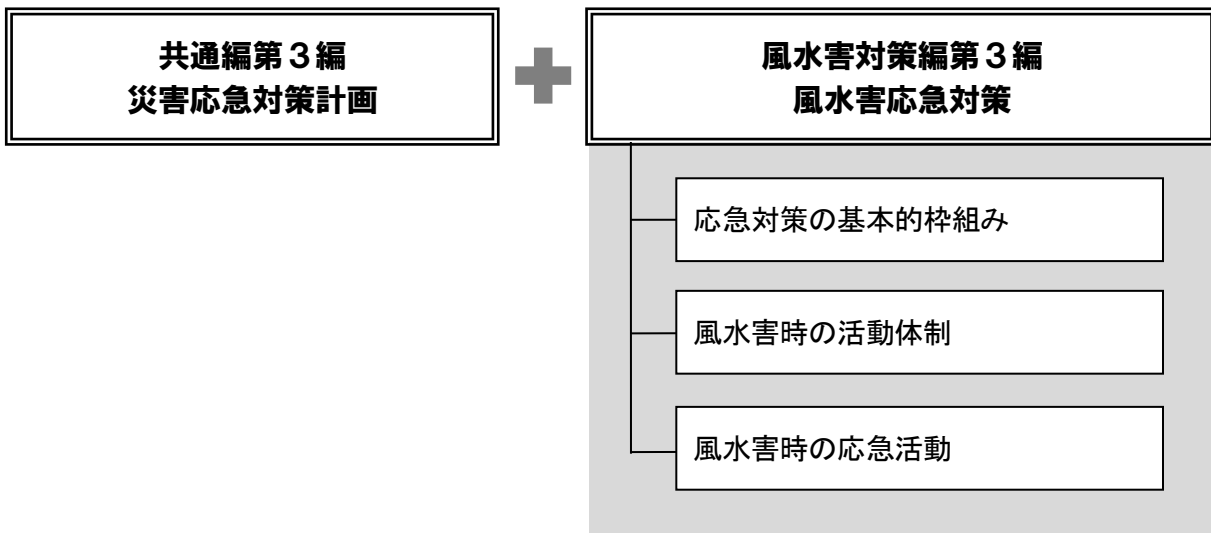 共通編第３編
災害応急対策計画
風水害対策編第３編
風水害応急対策
応急対策の基本的枠組み
風水害時の活動体制
風水害時の応急活動